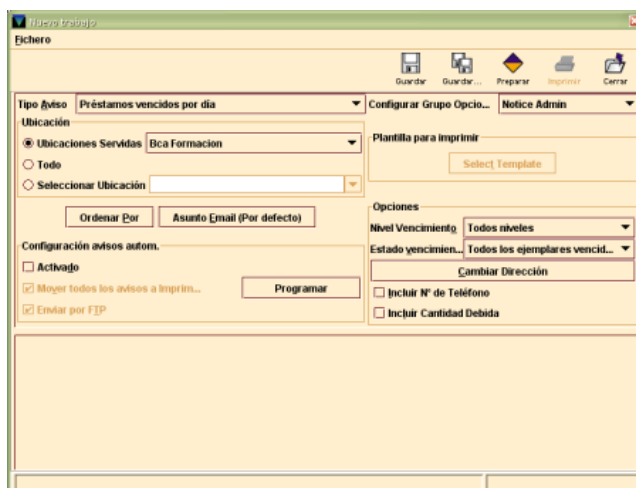 Nuevo trabajo
Fichero
Guardar Guardar... Preparar Imprimir Cerrar
Tipo Aviso Préstamos vencidos por día Configurar Grupo Opcio... Notice Admin
Ubicación
Ubicaciones Servidas Bca Formacion
Plantilla para imprimir
Todo
Select Template
Seleccionar Ubicación
Ordenar Por Asunto Email (Por defecto)
Opciones
Nivel Vencimiento Todos niveles
Configuración avisos autom.
Estado vencimien... Todos los ejemplares vencid...
Activado
Cambiar Dirección
Mover todos los avisos a Imprim... Programar
Incluir Nº de Teléfono
Enviar por FTP
Incluir Cantidad Debida